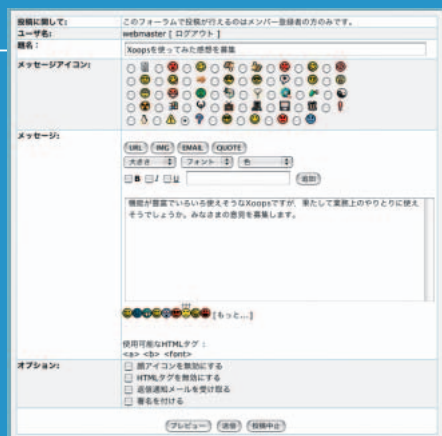 投稿に関して: このフォーラムで投稿が行えるのはメンバー登録者の方のみです。
ユーザ名: webmaster [ ログアウト ]
題名: Xoopsを使ってみた感想を募集
メッセージアイコン:
メッセージ:
URL IMG EMAIL QUOTE
大きさ フォント 色
B I U 追加
機能が豊富でいろいろ使えそうなXoopsですが、果たして業務上のやりとりに使え
そうでしょうか。みなさまの意見を募集します。
[もっと...]
使用可能なHTMLタグ:
<a> <b> <font>
オプション: 顔アイコンを無効にする
HTMLタグを無効にする
返信通知メールを受け取る
署名を付ける
プレビュー 送信 投稿中止